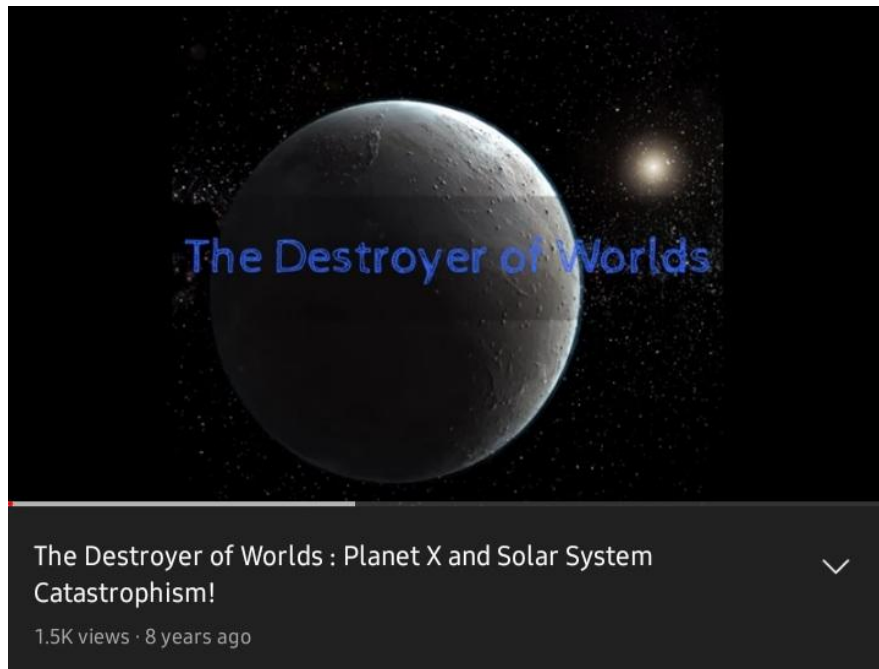 The Destroyer of Worlds
The Destroyer of Worlds : Planet X and Solar System
Catastrophism!
1.5K views · 8 years ago